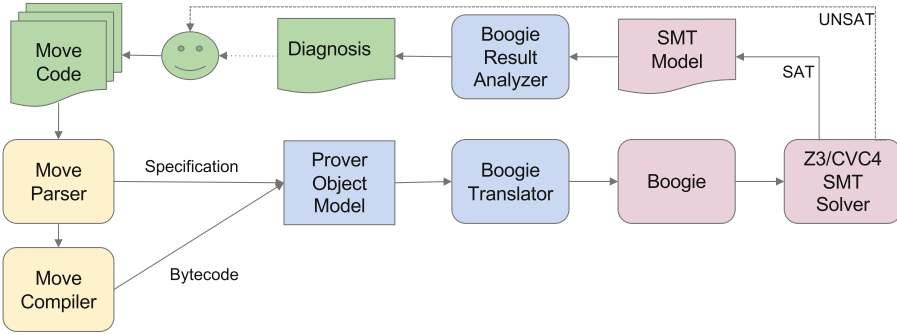 UNSAT
Move
Code
Diagnosis
Boogie
Result
Analyzer
SMT
Model
SAT
Move
Parser
Specification
Prover
Object
Model
Boogie
Translator
Boogie
Z3/CVC4
SMT
Solver
Move
Compiler
Bytecode